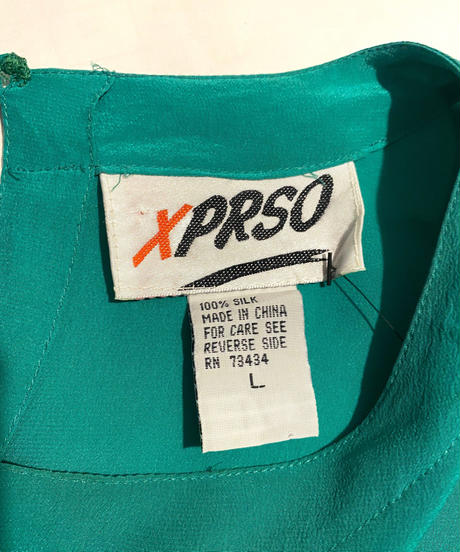 XPRSO
100% SILK
MADE IN CHINA
FOR CARE SEE
REVERSE SIDE
RN 73434
L